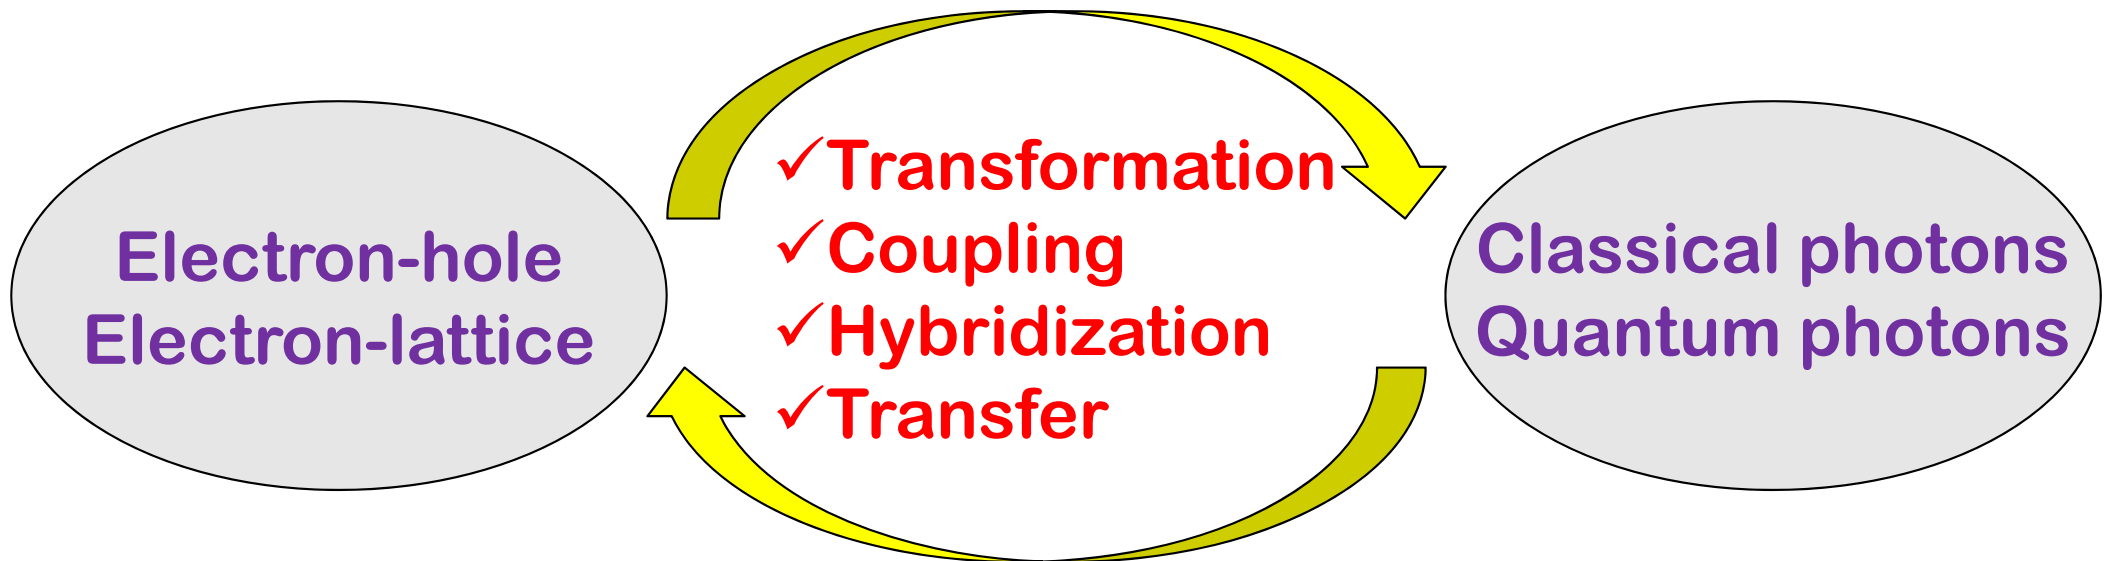 Electron-hole
Electron-lattice
✓Transformation
✓Coupling
✓Hybridization
✓Transfer
Classical photons
Quantum photons